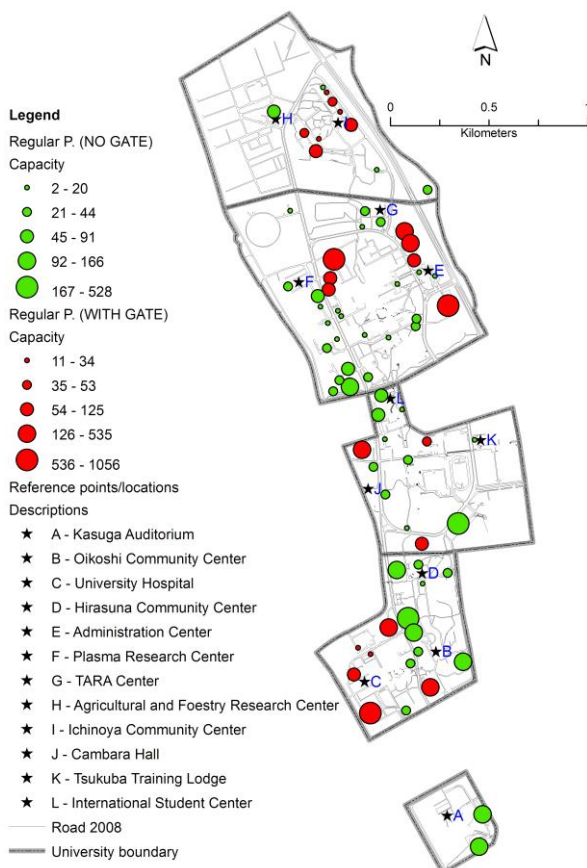 N
0
0.5
Kilometers
Legend
Regular P. (NO GATE)
Capacity
2 - 20
21 - 44
45 - 91
92 - 166
167 - 528
Regular P. (WITH GATE)
Capacity
11 - 34
35 - 53
54 - 125
126 - 535
536 - 1056
Reference points/locations
Descriptions
A - Kasuga Auditorium
B - Oikoshi Community Center
C - University Hospital
D - Hirasuna Community Center
E - Administration Center
F - Plasma Research Center
G - TARA Center
H - Agricultural and Foestry Research Center
I - Ichinoya Community Center
J - Cambara Hall
K - Tsukuba Training Lodge
L - International Student Center
Road 2008
University boundary
H
I
G
E
F
L
K
J
D
B
C
A